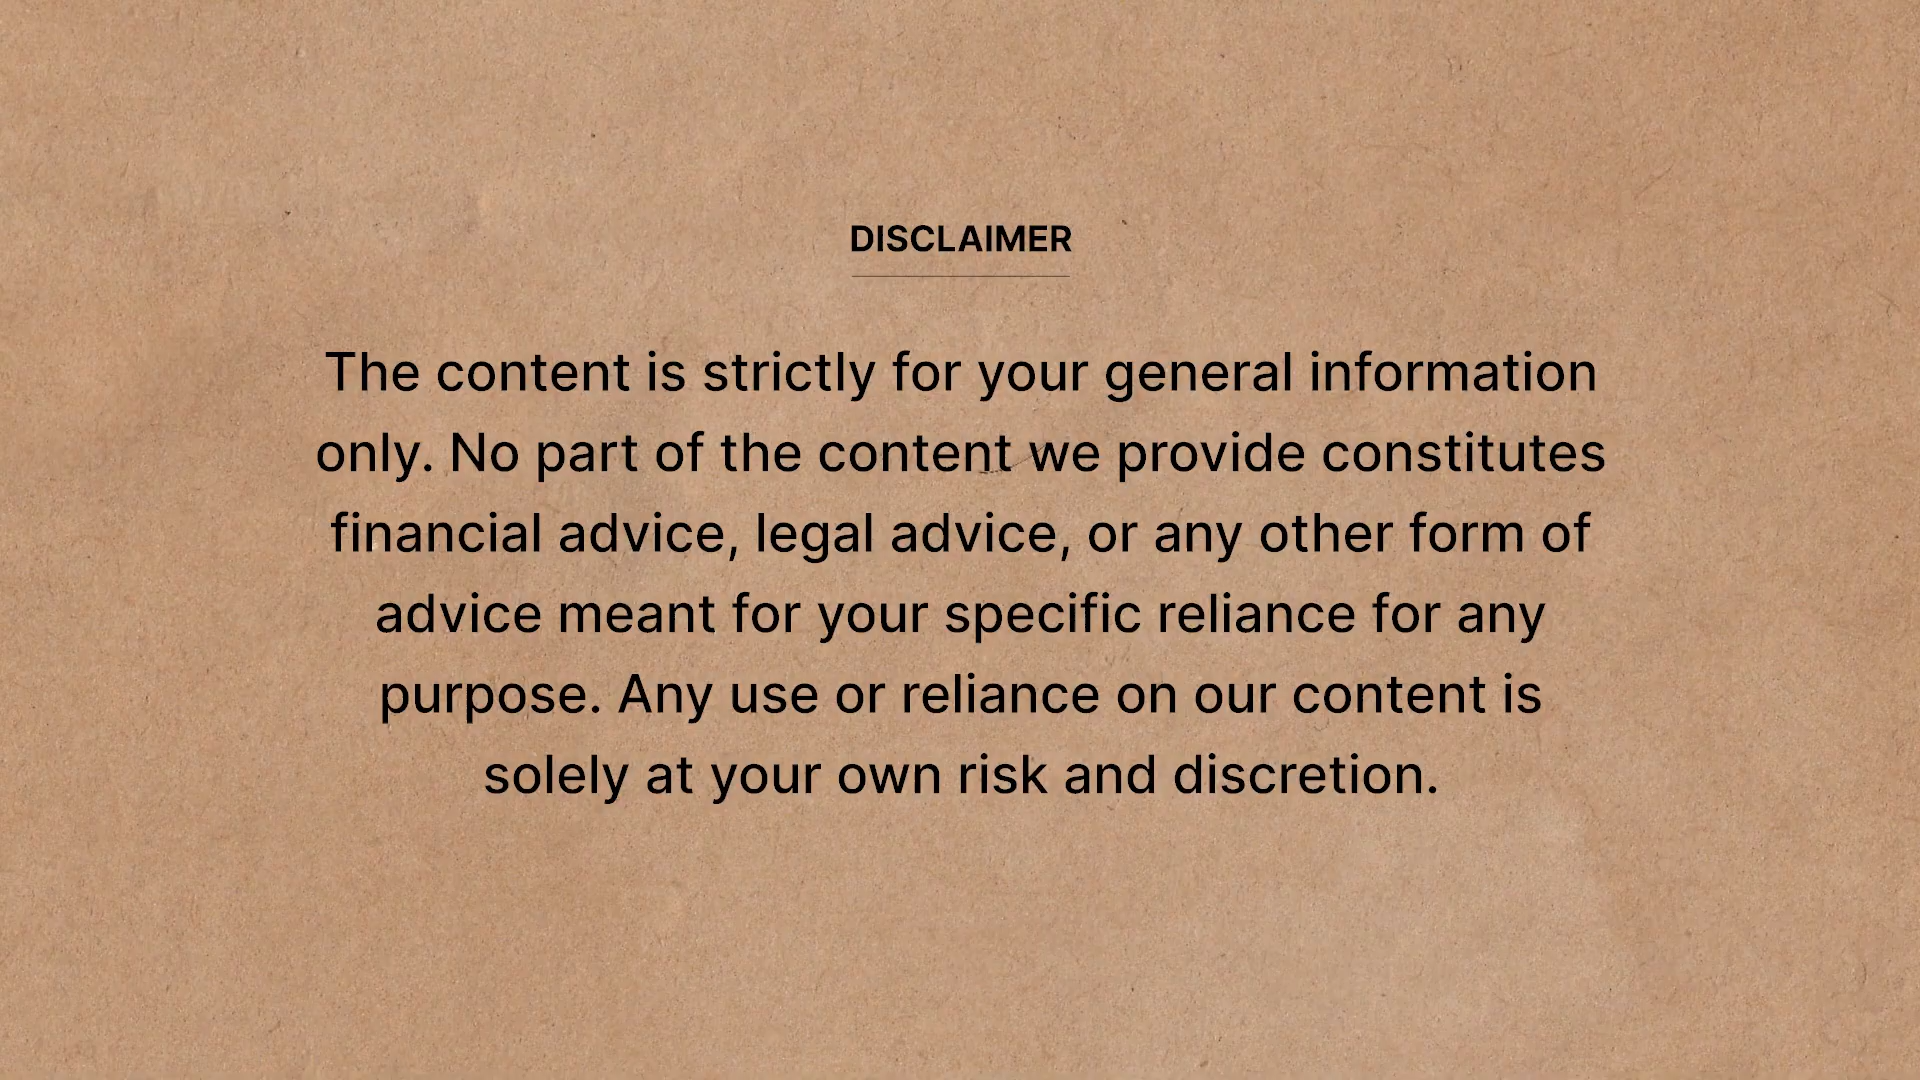 DISCLAIMER
The content is strictly for your general information
only. No part of the content we provide constitutes
financial advice, legal advice, or any other form of
advice meant for your specific reliance for any
purpose. Any use or reliance on our content is
solely at your own risk and discretion.